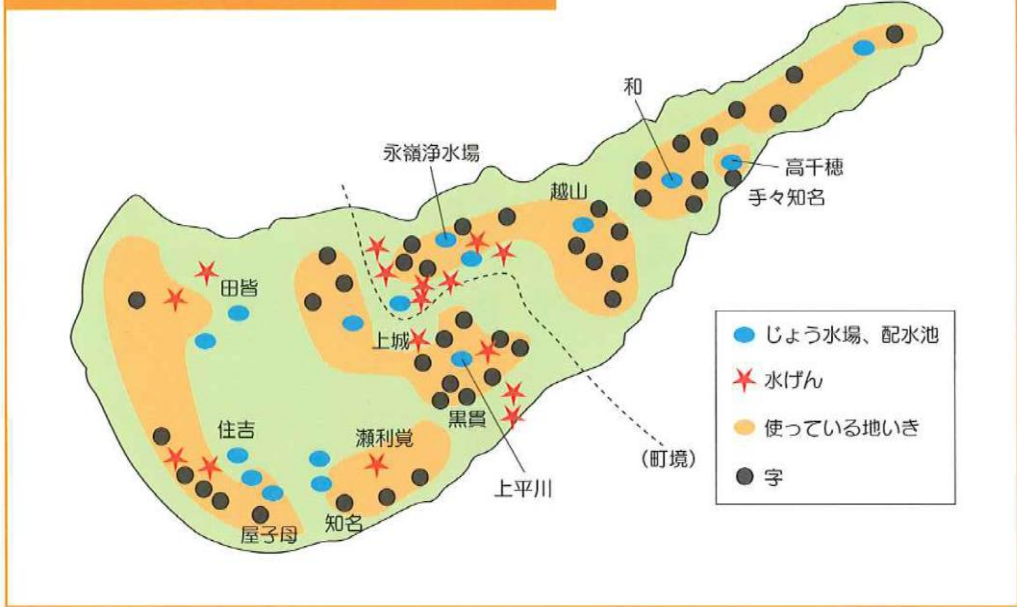 和
永嶺浄水場
越山
高千穂
手々知名
田皆
上城
黒貫
住吉
瀬利覚
(町境)
上平川
知名
屋子母
じょう水場、配水池
水げん
使っている地いき
字